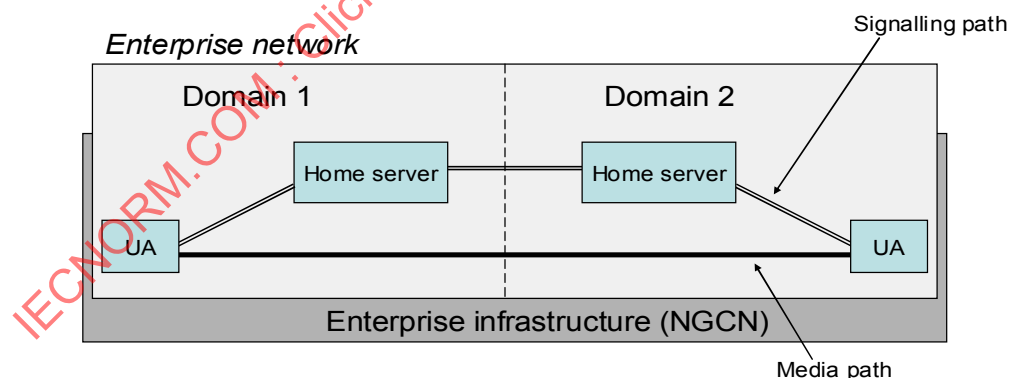 Signalling path
Enterprise network
Domain 1
Domain 2
Home server
Home server
UA
UA
Enterprise infrastructure (NGCN)
Media path
IECNORM.COM : Click